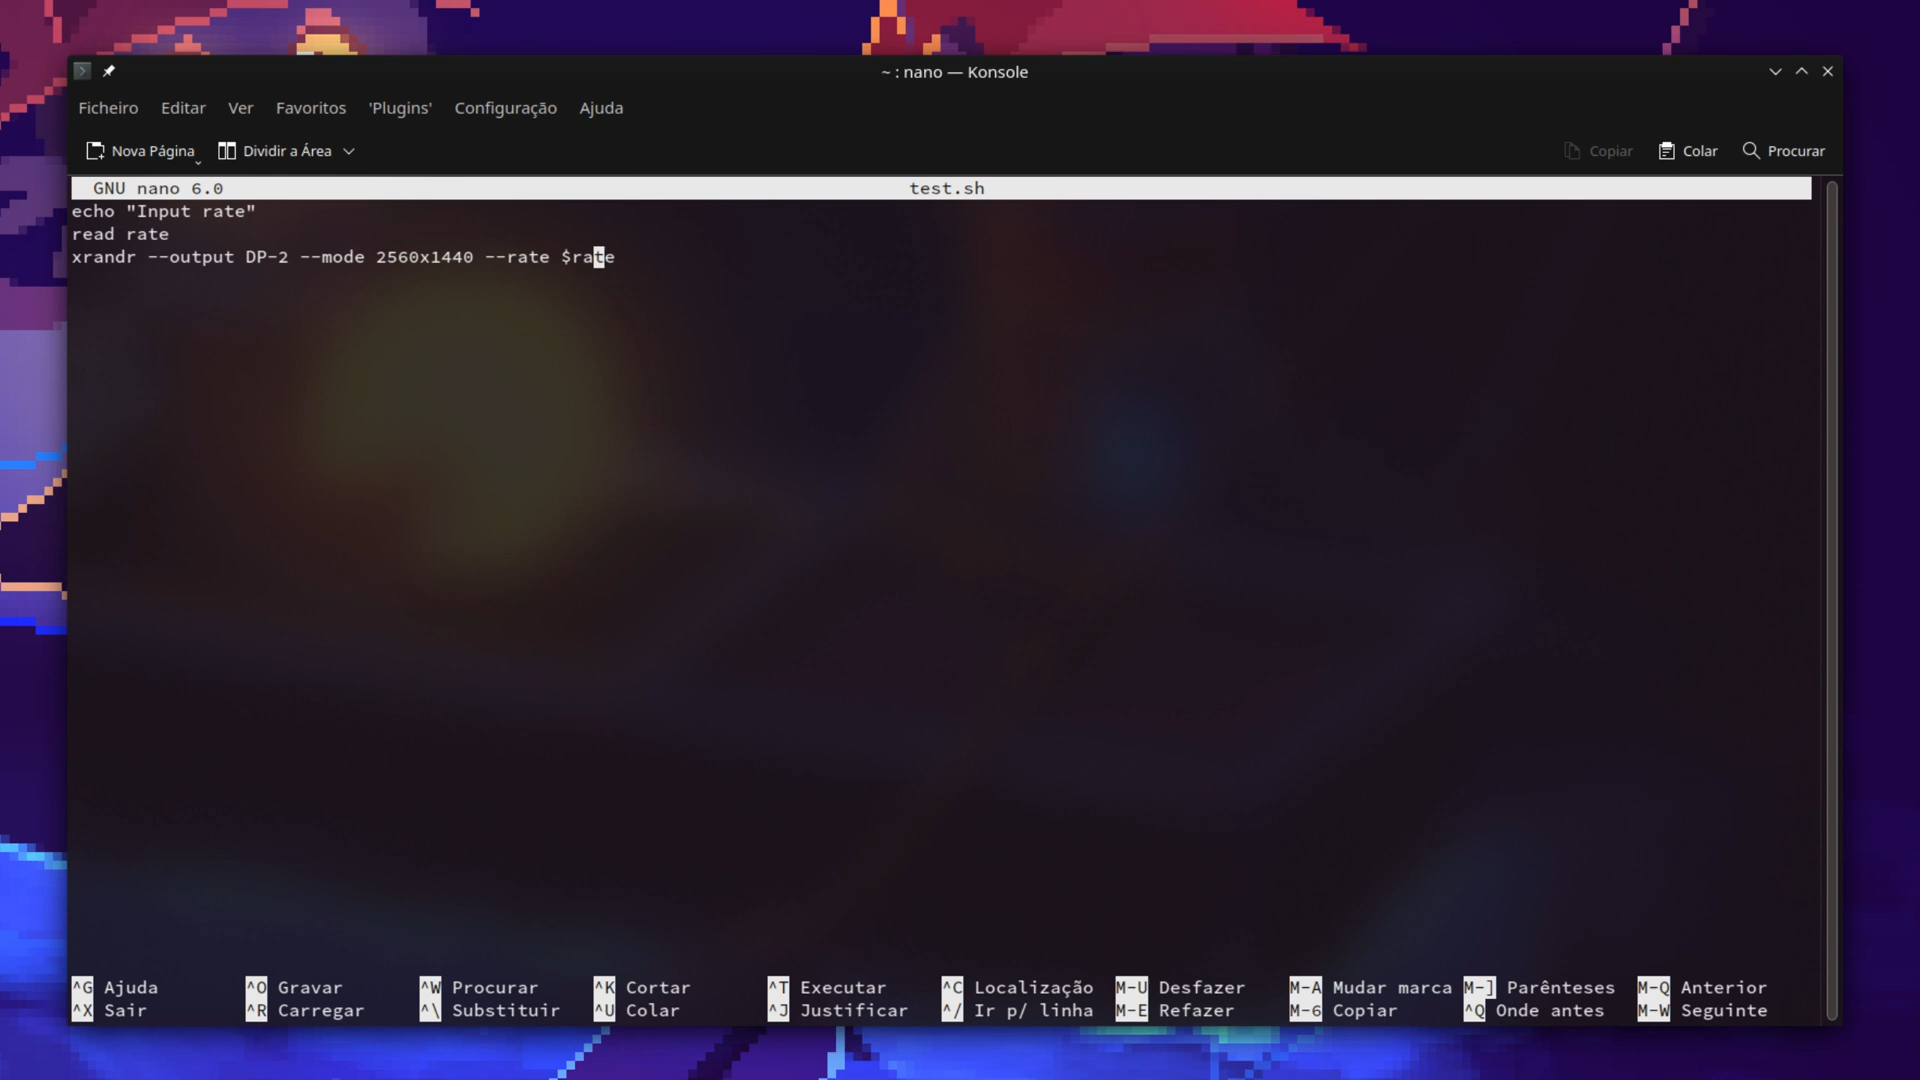 ~ : nano — Konsole
Ficheiro Editar Ver Favoritos 'Plugins' Configuração Ajuda
Nova Página Dividir a Área Copiar Colar Procurar
GNU nano 6.0 test.sh
echo "Input rate"
read rate
xrandr --output DP-2 --mode 2560x1440 --rate $rate
^G Ajuda ^O Gravar ^W Procurar ^K Cortar ^T Executar ^C Localização M-U Desfazer M-A Mudar marca M-] Parênteses M-Q Anterior
^X Sair ^R Carregar ^\ Substituir ^U Colar ^J Justificar ^/ Ir p/ linha M-E Refazer M-6 Copiar ^Q Onde antes M-W Seguinte